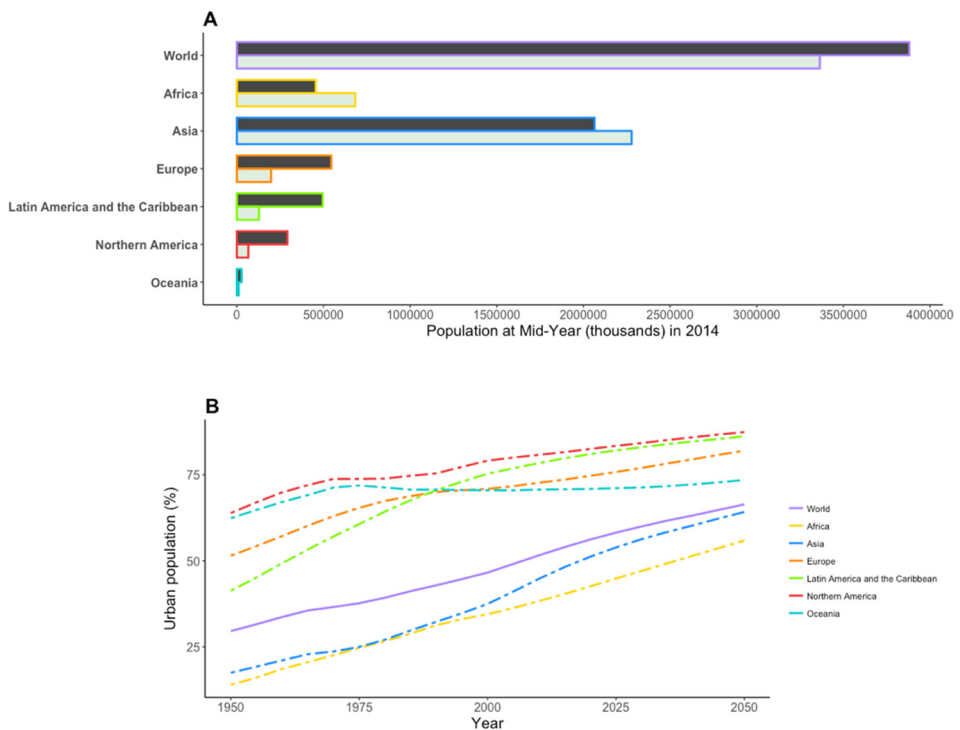 A
World
Africa
Asia
Europe
Latin America and the Caribbean
Northern America
Oceania
0 500000 1000000 1500000 2000000 2500000 3000000 3500000 4000000
Population at Mid-Year (thousands) in 2014
B
Urban population (%)
75
50
25
1950 1975 2000 2025 2050
Year
World
Africa
Asia
Europe
Latin America and the Caribbean
Northern America
Oceania